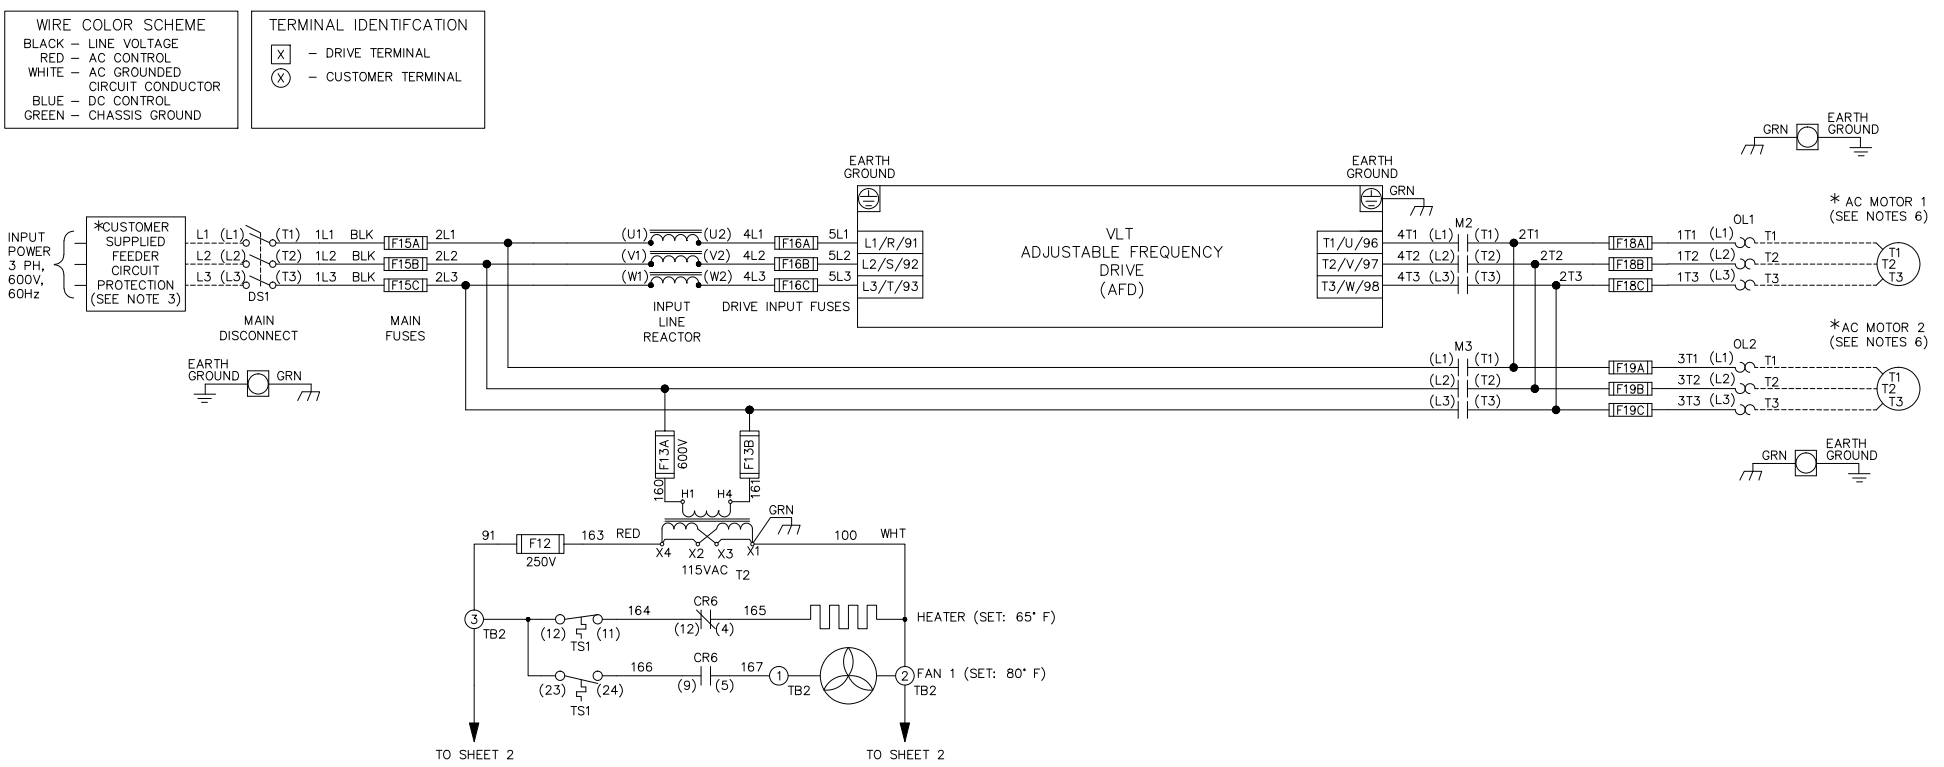 WIRE COLOR SCHEME
BLACK – LINE VOLTAGE
RED – AC CONTROL
WHITE – AC GROUNDED
CIRCUIT CONDUCTOR
BLUE – DC CONTROL
GREEN – CHASSIS GROUND
TERMINAL IDENTIFCATION
X – DRIVE TERMINAL
X – CUSTOMER TERMINAL
GRN
EARTH
GROUND
EARTH
GROUND
EARTH
GROUND
GRN
INPUT
POWER
3 PH,
600V,
60Hz
*CUSTOMER
SUPPLIED
FEEDER
CIRCUIT
PROTECTION
(SEE NOTE 3)
L1 (L1) (T1) 1L1 BLK F15A 2L1
L2 (L2) (T2) 1L2 BLK F15B 2L2
L3 (L3) (T3) 1L3 BLK F15C 2L3
DS1
MAIN
DISCONNECT
MAIN
FUSES
(U1) (U2) 4L1 F16A 5L1 L1/R/91
(V1) (V2) 4L2 F16B 5L2 L2/S/92
(W1) (W2) 4L3 F16C 5L3 L3/T/93
INPUT
LINE
REACTOR
DRIVE INPUT FUSES
VLT
ADJUSTABLE FREQUENCY
DRIVE
(AFD)
M2
T1/U/96 4T1 (L1) (T1) 2T1 F18A 1T1 (L1) T1
T2/V/97 4T2 (L2) (T2) 2T2 F18B 1T2 (L2) T2
T3/W/98 4T3 (L3) (T3) 2T3 F18C 1T3 (L3) T3
OL1
* AC MOTOR 1
(SEE NOTES 6)
T1
T2
T3
EARTH
GROUND
GRN
M3
(L1) (T1) F19A 3T1 (L1) T1
(L2) (T2) F19B 3T2 (L2) T2
(L3) (T3) F19C 3T3 (L3) T3
OL2
*AC MOTOR 2
(SEE NOTES 6)
T1
T2
T3
GRN
EARTH
GROUND
F13A
600V
F13B
160
161
H1 H4
GRN
91 F12 163 RED
250V
X4 X2 X3 X1
100 WHT
115VAC T2
3
TB2
(12) (11)
TS1
164
CR6
(12) (4)
165
HEATER (SET: 65° F)
(23) (24)
TS1
166
CR6
(9) (5)
167
1
TB2
2
TB2
FAN 1 (SET: 80° F)
TO SHEET 2
TO SHEET 2